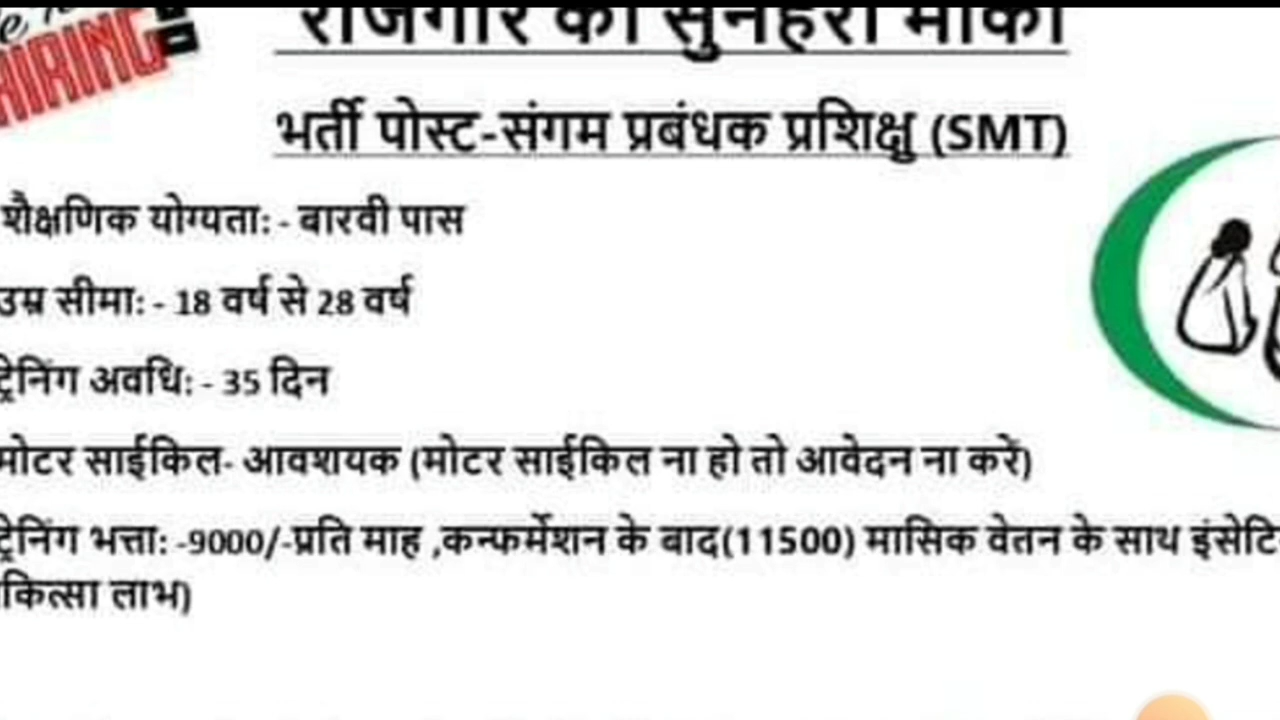 HIRING
रोजगार का सुनहरा मौका
भर्ती पोस्ट-संगम प्रबंधक प्रशिक्षु (SMT)
शैक्षणिक योग्यता: - बारवी पास
उम्र सीमा: - 18 वर्ष से 28 वर्ष
ट्रेनिंग अवधि: - 35 दिन
मोटर साईकिल- आवशयक (मोटर साईकिल ना हो तो आवेदन ना करें)
ट्रेनिंग भत्ता: -9000/-प्रति माह ,कन्फर्मेशन के बाद(11500) मासिक वेतन के साथ
लाभ)